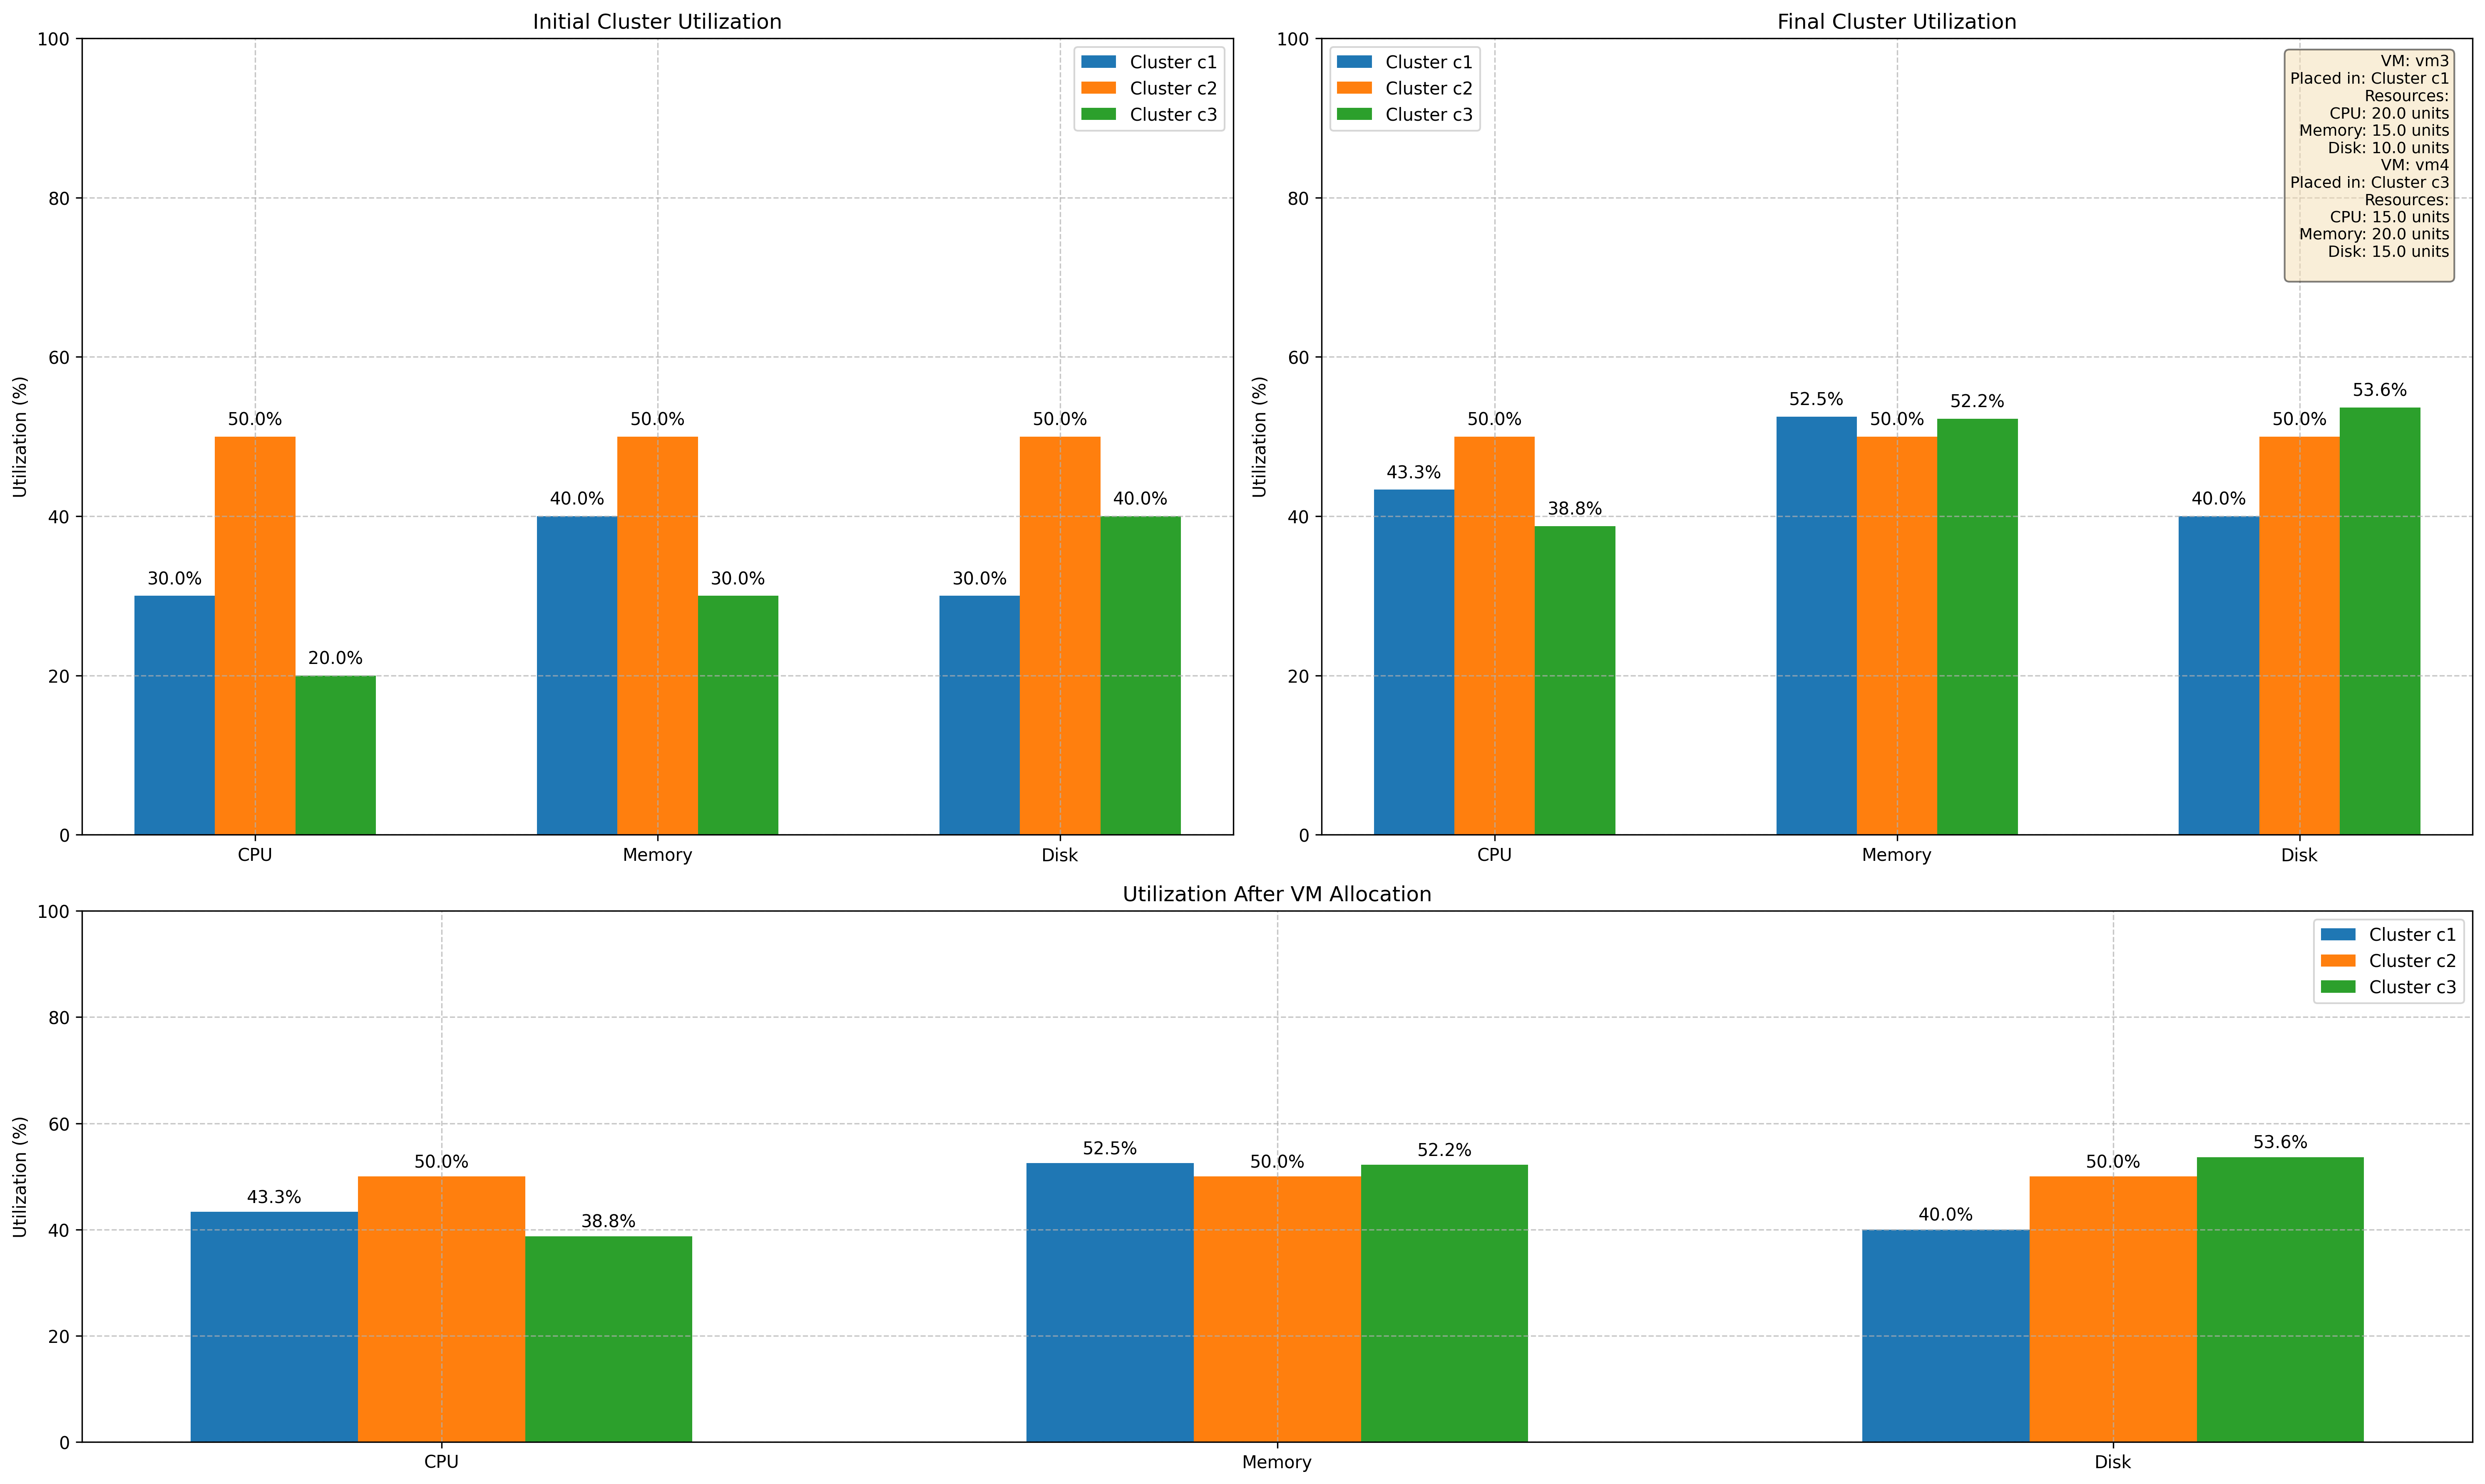 Initial Cluster Utilization
Utilization (%)
100
80
60
40
20
0
Cluster c1
Cluster c2
Cluster c3
30.0%
50.0%
20.0%
40.0%
50.0%
30.0%
30.0%
50.0%
40.0%
CPU
Memory
Disk
Final Cluster Utilization
Utilization (%)
100
80
60
40
20
0
Cluster c1
Cluster c2
Cluster c3
VM: vm3
Placed in: Cluster c1
Resources:
CPU: 20.0 units
Memory: 15.0 units
Disk: 10.0 units
VM: vm4
Placed in: Cluster c3
Resources:
CPU: 15.0 units
Memory: 20.0 units
Disk: 15.0 units
43.3%
50.0%
38.8%
52.5%
50.0%
52.2%
40.0%
50.0%
53.6%
CPU
Memory
Disk
Utilization After VM Allocation
Utilization (%)
100
80
60
40
20
0
Cluster c1
Cluster c2
Cluster c3
43.3%
50.0%
38.8%
52.5%
50.0%
52.2%
40.0%
50.0%
53.6%
CPU
Memory
Disk